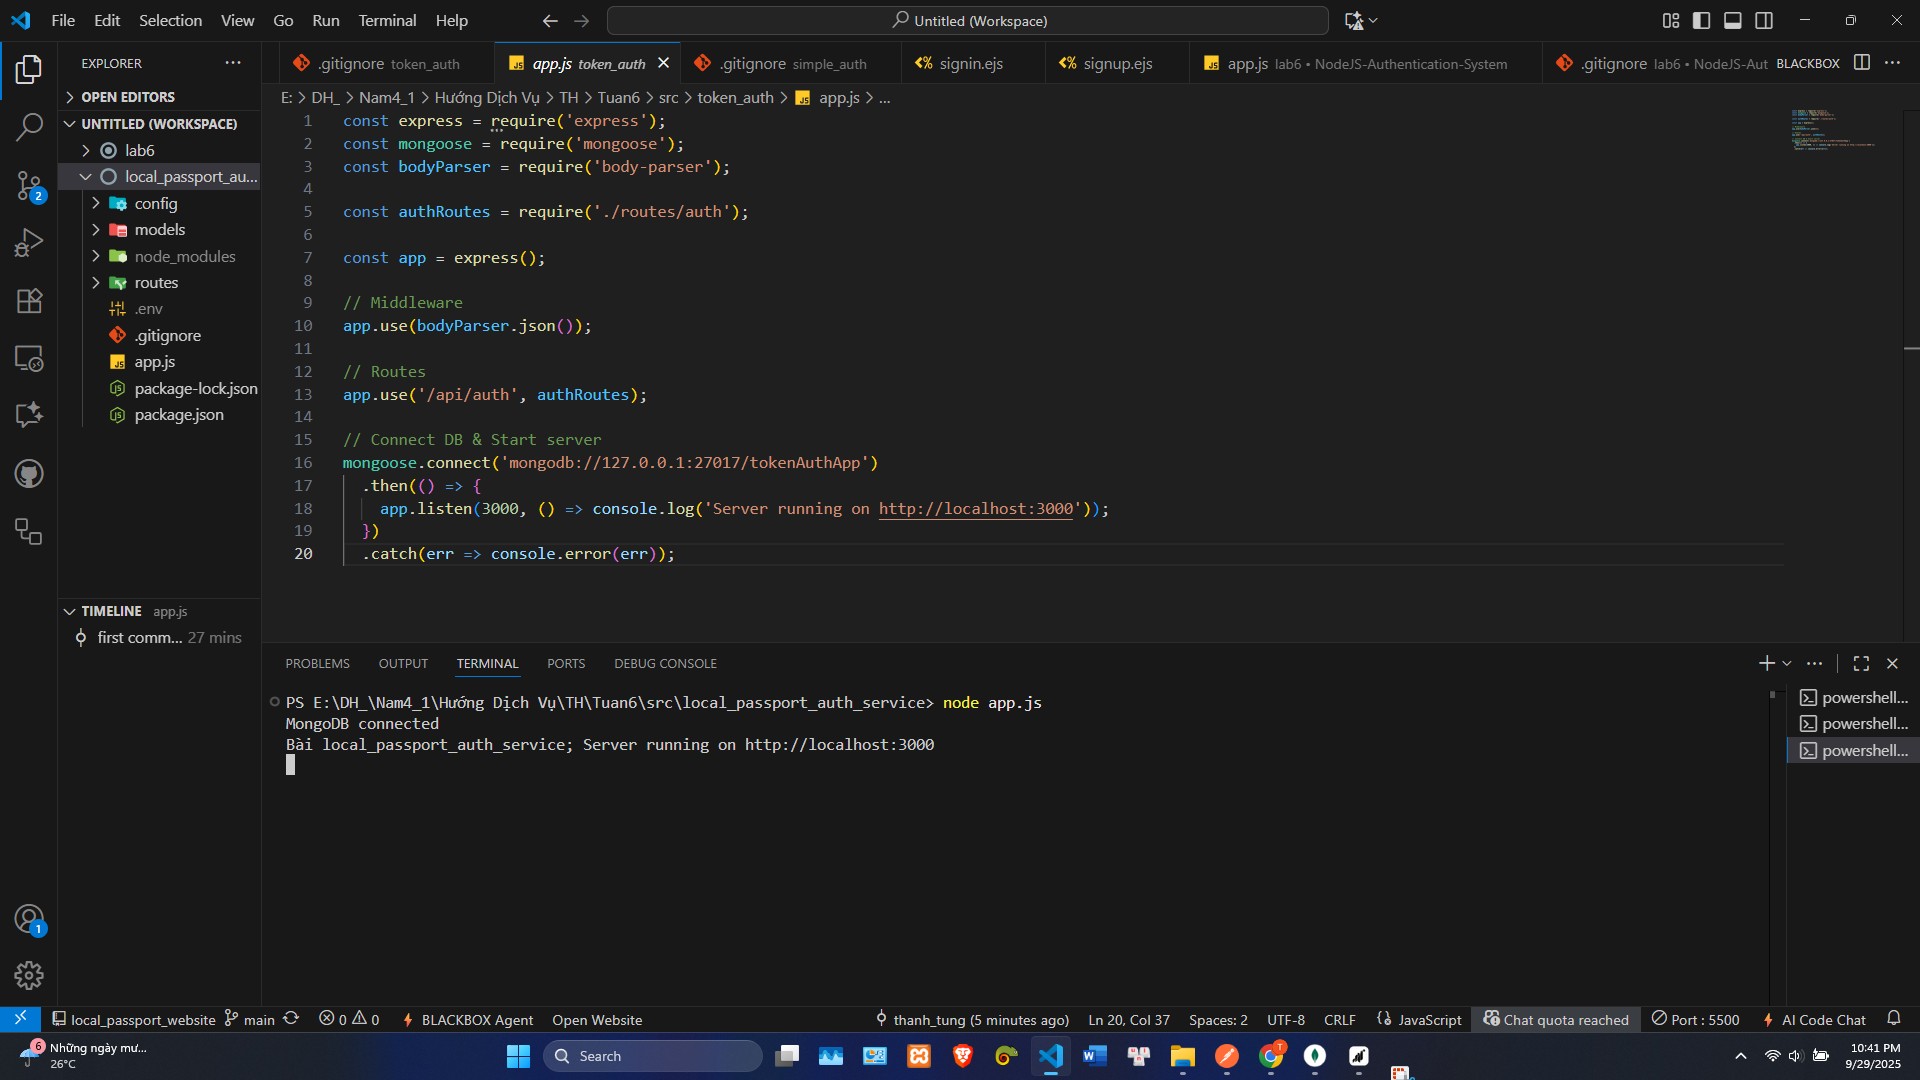 File Edit Selection View Go Run Terminal Help
Untitled (Workspace)
EXPLORER
OPEN EDITORS
UNTITLED (WORKSPACE)
lab6
local_passport_au...
config
models
node_modules
routes
.env
.gitignore
app.js
package-lock.json
package.json
TIMELINE app.js
first comm... 27 mins
2
1
.gitignore token_auth
app.js token_auth
.gitignore simple_auth
signin.ejs
signup.ejs
app.js lab6 • NodeJS-Authentication-System
.gitignore lab6 • NodeJS-Aut
BLACKBOX
E: > DH_ > Nam4_1 > Hướng Dịch Vụ > TH > Tuan6 > src > token_auth > app.js > ...
1 const express = require('express');
2 const mongoose = require('mongoose');
3 const bodyParser = require('body-parser');
4
5 const authRoutes = require('./routes/auth');
6
7 const app = express();
8
9 // Middleware
10 app.use(bodyParser.json());
11
12 // Routes
13 app.use('/api/auth', authRoutes);
14
15 // Connect DB & Start server
16 mongoose.connect('mongodb://127.0.0.1:27017/tokenAuthApp')
17 .then(() => {
18 app.listen(3000, () => console.log('Server running on http://localhost:3000'));
19 })
20 .catch(err => console.error(err));
PROBLEMS OUTPUT TERMINAL PORTS DEBUG CONSOLE
PS E:\DH_\Nam4_1\Hướng Dịch Vụ\TH\Tuan6\src\local_passport_auth_service> node app.js
MongoDB connected
Bài local_passport_auth_service; Server running on http://localhost:3000
powershell...
powershell...
powershell...
local_passport_website main 0 0 BLACKBOX Agent Open Website
thanh_tung (5 minutes ago) Ln 20, Col 37 Spaces: 2 UTF-8 CRLF JavaScript Chat quota reached Port : 5500 AI Code Chat
6
Những ngày mư...
26°C
Search
T
10:41 PM
9/29/2025